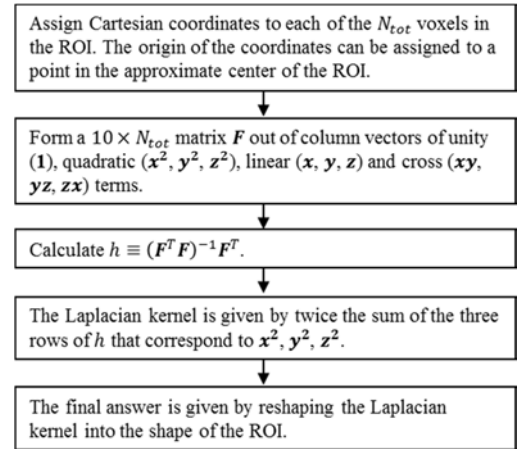 Assign Cartesian coordinates to each of the N_{tot} voxels in
the ROI. The origin of the coordinates can be assigned to a
point in the approximate center of the ROI.
Form a 10 × N_{tot} matrix F out of column vectors of unity
(1), quadratic (x², y², z²), linear (x, y, z) and cross (xy,
yz, zx) terms.
Calculate h ≡ (FᵀF)⁻¹Fᵀ.
The Laplacian kernel is given by twice the sum of the three
rows of h that correspond to x², y², z².
The final answer is given by reshaping the Laplacian
kernel into the shape of the ROI.